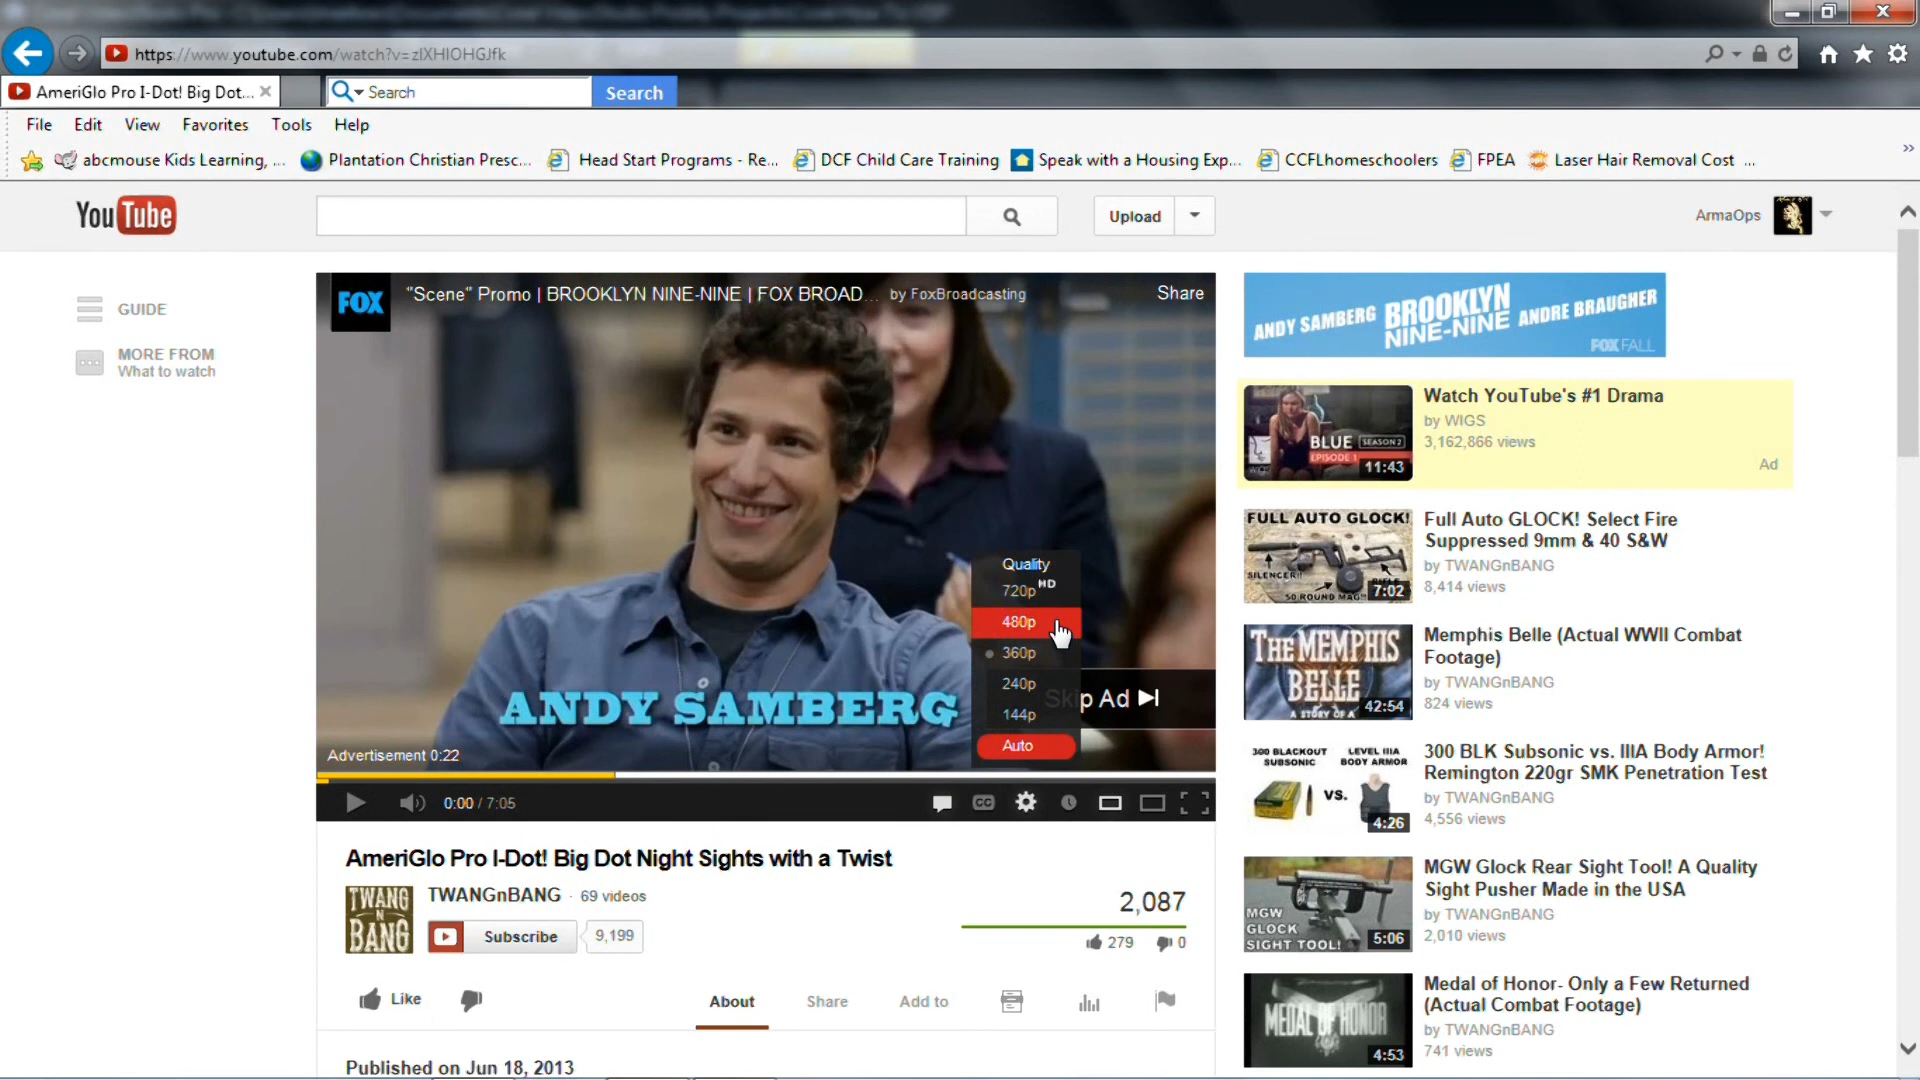 https://www.youtube.com/watch?v=zIXHIOHGJfk
AmeriGlo Pro I-Dot! Big Dot...
Search
Search
File Edit View Favorites Tools Help
abcmouse Kids Learning, ...
Plantation Christian Presc...
Head Start Programs - Re...
DCF Child Care Training
Speak with a Housing Exp...
CCFLhomeschoolers
FPEA
Laser Hair Removal Cost ...
YouTube
Upload
ArmaOps
GUIDE
MORE FROM
What to watch
FOX
"Scene" Promo | BROOKLYN NINE-NINE | FOX BROAD... by FoxBroadcasting
Share
Quality
720p HD
480p
360p
240p
144p
Auto
Skip Ad
ANDY SAMBERG
Advertisement 0:22
0:00 / 7:05
CC
AmeriGlo Pro I-Dot! Big Dot Night Sights with a Twist
TWANG
N
BANG
TWANGnBANG · 69 videos
Subscribe
9,199
2,087
279
0
Like
About
Share
Add to
Published on Jun 18, 2013
ANDY SAMBERG BROOKLYN NINE-NINE ANDRE BRAUGHER
FOX FALL
BLUE SEASON 2
EPISODE 1
11:43
Watch YouTube's #1 Drama
by WIGS
3,162,866 views
Ad
FULL AUTO GLOCK!
SILENCER!!
50 ROUND MAG!!
7:02
Full Auto GLOCK! Select Fire
Suppressed 9mm & 40 S&W
by TWANGnBANG
8,414 views
THE MEMPHIS
BELLE
A STORY OF A
42:54
Memphis Belle (Actual WWII Combat
Footage)
by TWANGnBANG
824 views
300 BLACKOUT
SUBSONIC
VS.
LEVEL IIIA
BODY ARMOR
4:26
300 BLK Subsonic vs. IIIA Body Armor!
Remington 220gr SMK Penetration Test
by TWANGnBANG
4,556 views
MGW
GLOCK
SIGHT TOOL!
5:06
MGW Glock Rear Sight Tool! A Quality
Sight Pusher Made in the USA
by TWANGnBANG
2,010 views
MEDAL OF HONOR
4:53
Medal of Honor- Only a Few Returned
(Actual Combat Footage)
by TWANGnBANG
741 views